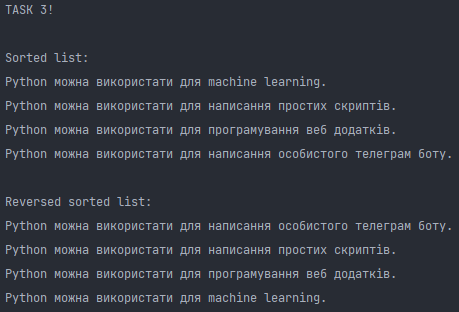 TASK 3!
Sorted list:
Python можна використати для machine learning.
Python можна використати для написання простих скриптів.
Python можна використати для програмування веб додатків.
Python можна використати для написання особистого телеграм боту.
Reversed sorted list:
Python можна використати для написання особистого телеграм боту.
Python можна використати для написання простих скриптів.
Python можна використати для програмування веб додатків.
Python можна використати для machine learning.